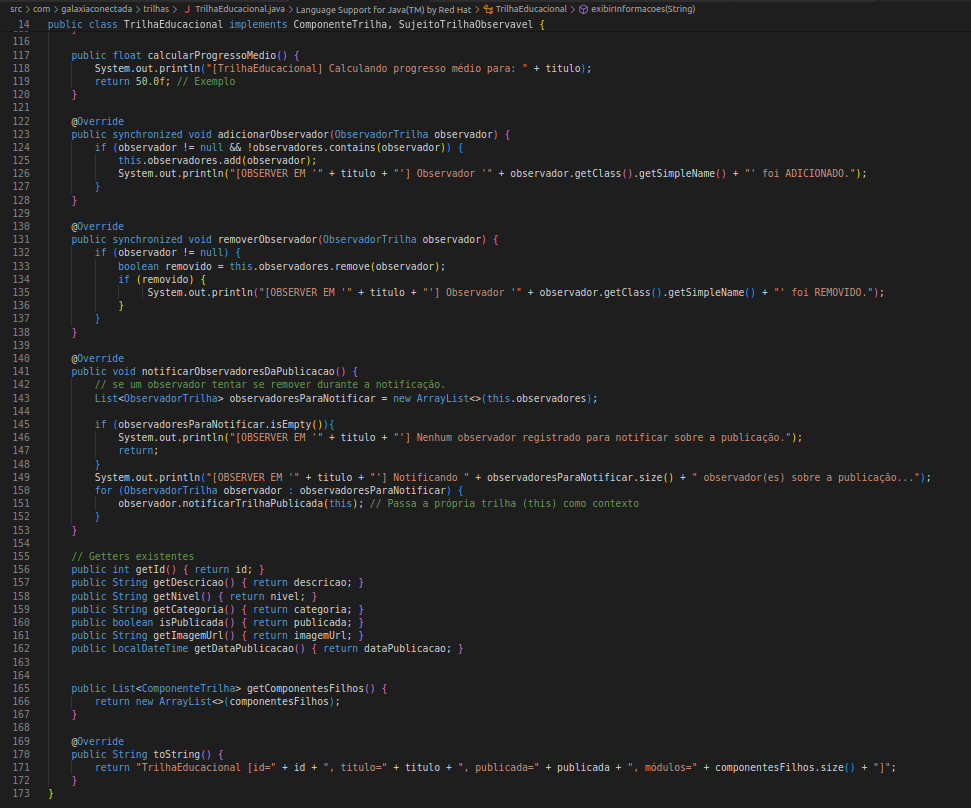 src > com > galaxiaconectada > trilhas > J TrilhaEducacional.java > Language Support for Java(TM) by Red Hat > TrilhaEducacional > exibirInformacoes(String)
14 public class TrilhaEducacional implements ComponenteTrilha, SujeitoTrilhaObservavel {
116
117 public float calcularProgressoMedio() {
118 System.out.println("[TrilhaEducacional] Calculando progresso médio para: " + titulo);
119 return 50.0f; // Exemplo
120 }
121
122 @Override
123 public synchronized void adicionarObservador(ObservadorTrilha observador) {
124 if (observador != null && !observadores.contains(observador)) {
125 this.observadores.add(observador);
126 System.out.println("[OBSERVER EM '" + titulo + "'] Observador '" + observador.getClass().getSimpleName() + "' foi ADICIONADO.");
127 }
128 }
129
130 @Override
131 public synchronized void removerObservador(ObservadorTrilha observador) {
132 if (observador != null) {
133 boolean removido = this.observadores.remove(observador);
134 if (removido) {
135 System.out.println("[OBSERVER EM '" + titulo + "'] Observador '" + observador.getClass().getSimpleName() + "' foi REMOVIDO.");
136 }
137 }
138 }
139
140 @Override
141 public void notificarObservadoresDaPublicacao() {
142 // se um observador tentar se remover durante a notificação.
143 List<ObservadorTrilha> observadoresParaNotificar = new ArrayList<>(this.observadores);
144
145 if (observadoresParaNotificar.isEmpty()){
146 System.out.println("[OBSERVER EM '" + titulo + "'] Nenhum observador registrado para notificar sobre a publicação.");
147 return;
148 }
149 System.out.println("[OBSERVER EM '" + titulo + "'] Notificando " + observadoresParaNotificar.size() + " observador(es) sobre a publicação...");
150 for (ObservadorTrilha observador : observadoresParaNotificar) {
151 observador.notificarTrilhaPublicada(this); // Passa a própria trilha (this) como contexto
152 }
153 }
154
155 // Getters existentes
156 public int getId() { return id; }
157 public String getDescricao() { return descricao; }
158 public String getNivel() { return nivel; }
159 public String getCategoria() { return categoria; }
160 public boolean isPublicada() { return publicada; }
161 public String getImagemUrl() { return imagemUrl; }
162 public LocalDateTime getDataPublicacao() { return dataPublicacao; }
163
164
165 public List<ComponenteTrilha> getComponentesFilhos() {
166 return new ArrayList<>(componentesFilhos);
167 }
168
169 @Override
170 public String toString() {
171 return "TrilhaEducacional [id=" + id + ", titulo=" + titulo + ", publicada=" + publicada + ", módulos=" + componentesFilhos.size() + "]";
172 }
173 }